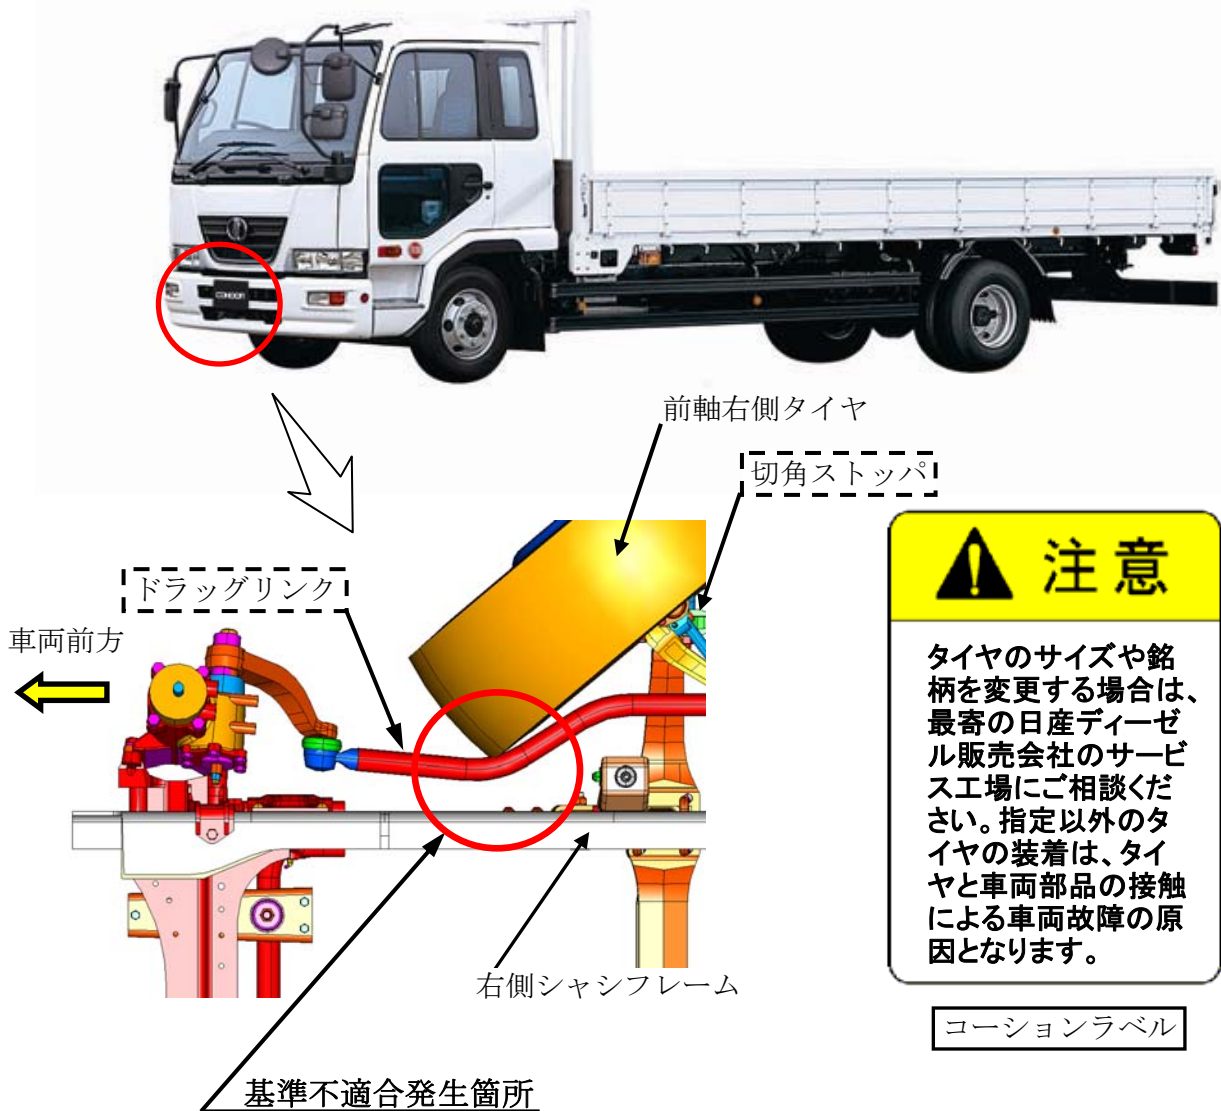 CONDOR
前軸右側タイヤ
切角ストッパ
ドラッグリンク
車両前方
右側シャシフレーム
基準不適合発生箇所
注意
タイヤのサイズや銘
柄を変更する場合は、
最寄の日産ディーゼ
ル販売会社のサービ
ス工場にご相談くだ
さい。指定以外のタ
イヤの装着は、タイ
ヤと車両部品の接触
による車両故障の原
因となります。
コーションラベル